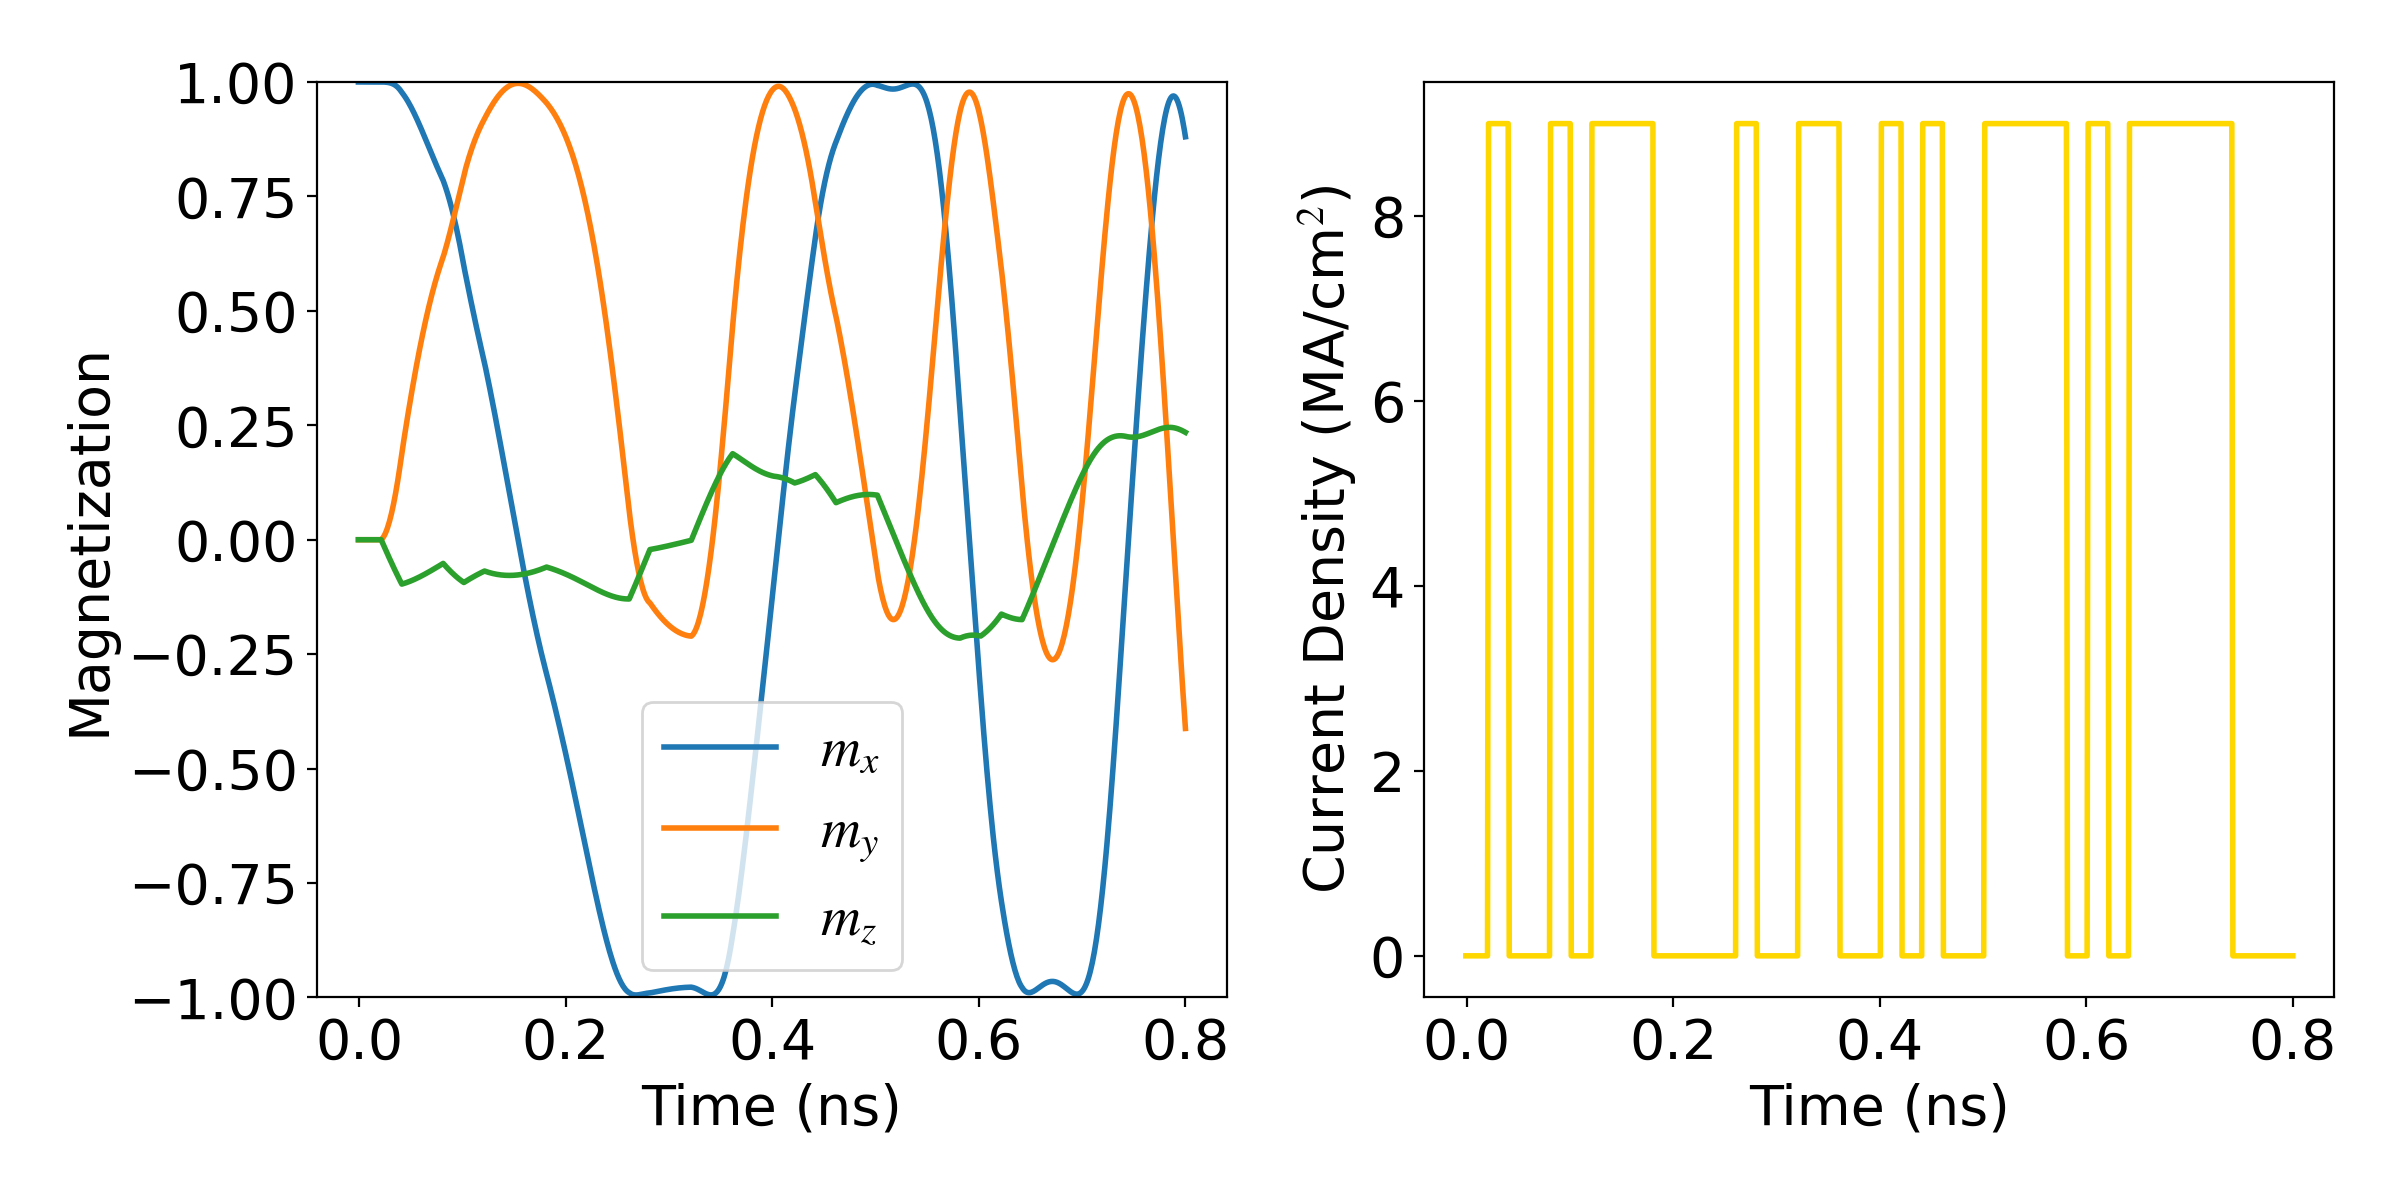 1.00
0.75
0.50
0.25
0.00
−0.25
−0.50
−0.75
−1.00
Magnetization
0.0 0.2 0.4 0.6 0.8
Time (ns)
m_x
m_y
m_z
8
6
4
2
0
Current Density (MA/cm²)
0.0 0.2 0.4 0.6 0.8
Time (ns)